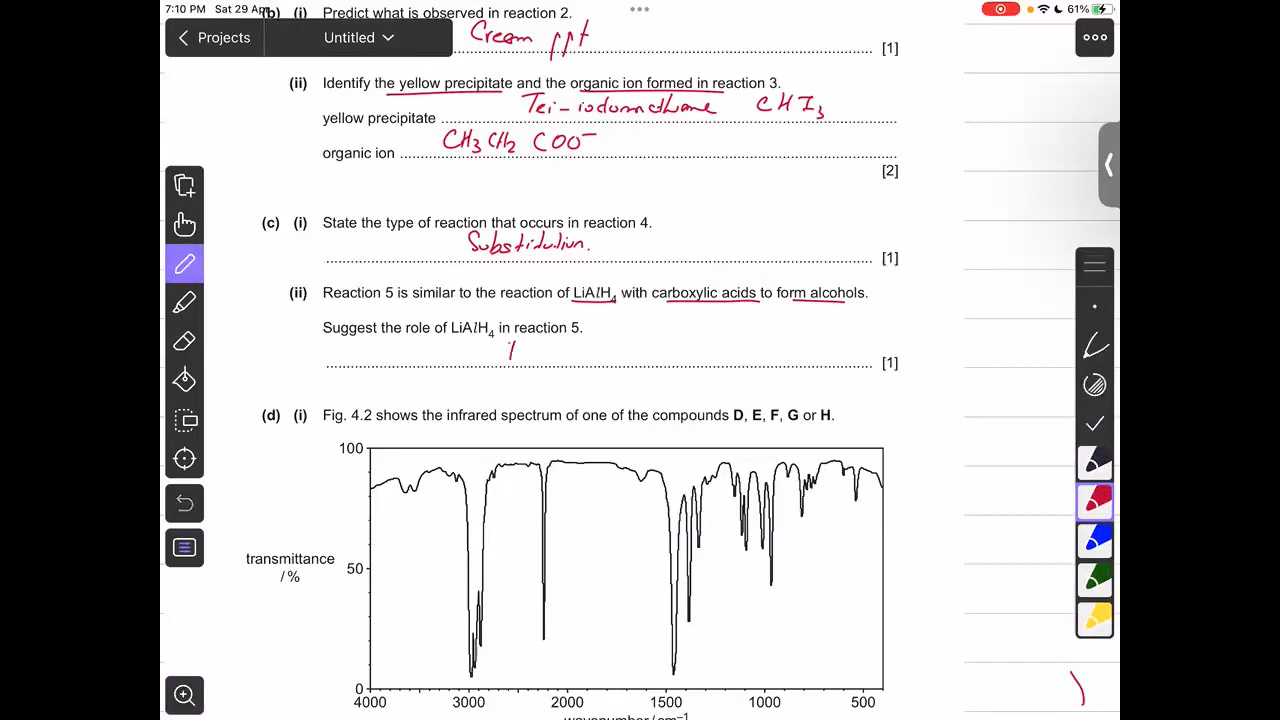 7:10 PM Sat 29 Apr
61%
(b) (i) Predict what is observed in reaction 2.
Projects
Untitled
Cream ppt
[1]
(ii) Identify the yellow precipitate and the organic ion formed in reaction 3.
Tri-iodomethane CHI3
yellow precipitate
CH3CH2COO−
organic ion
[2]
(c) (i) State the type of reaction that occurs in reaction 4.
Substitution.
[1]
(ii) Reaction 5 is similar to the reaction of LiAlH4 with carboxylic acids to form alcohols.
Suggest the role of LiAlH4 in reaction 5.
[1]
(d) (i) Fig. 4.2 shows the infrared spectrum of one of the compounds D, E, F, G or H.
100
transmittance
/ %
50
0
4000 3000 2000 1500 1000 500
wavenumber / cm−1